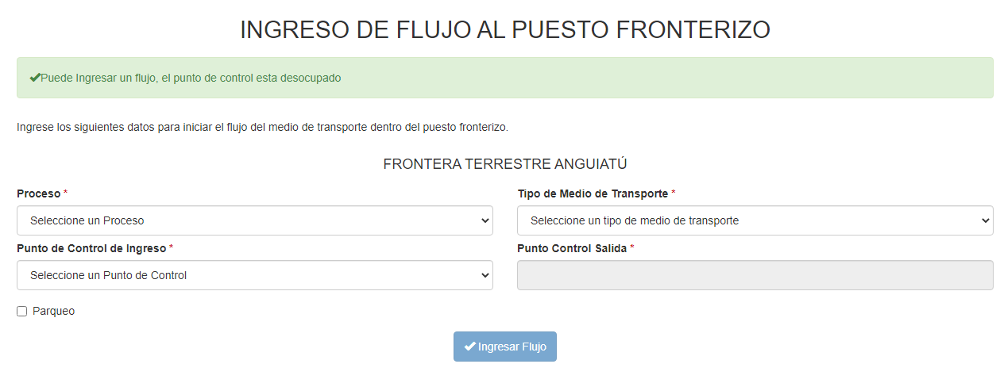 INGRESO DE FLUJO AL PUESTO FRONTERIZO
Puede Ingresar un flujo, el punto de control esta desocupado
Ingrese los siguientes datos para iniciar el flujo del medio de transporte dentro del puesto fronterizo.
FRONTERA TERRESTRE ANGUIATÚ
Proceso *
Tipo de Medio de Transporte *
Seleccione un Proceso
Seleccione un tipo de medio de transporte
Punto de Control de Ingreso *
Punto Control Salida *
Seleccione un Punto de Control
Parqueo
Ingresar Flujo